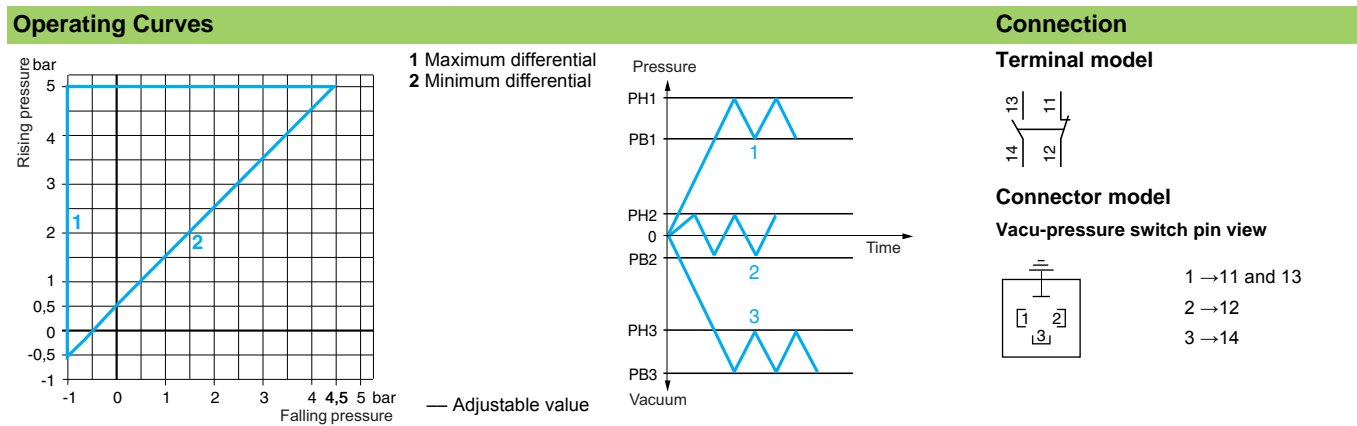 Operating Curves
Connection
Rising pressure
bar
5
4
3
2
1
0,5
0
-0,5
-1
1
2
-1 0 1 2 3 4 4,5 5 bar
Falling pressure
1 Maximum differential
2 Minimum differential
— Adjustable value
Pressure
PH1
PB1
1
PH2
0
Time
PB2
2
3
PH3
PB3
Vacuum
Terminal model
13 11
14 12
Connector model
Vacu-pressure switch pin view
1 2
3
1 →11 and 13
2 →12
3 →14